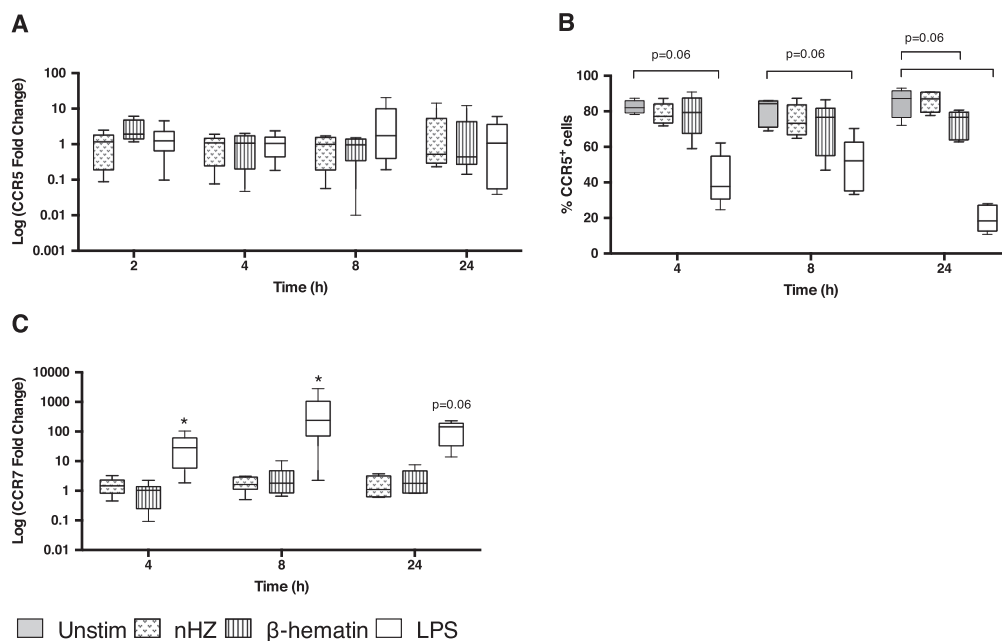 A
Log (CCR5 Fold Change)
100
10
1
0.1
0.01
0.001
2
4
8
24
Time (h)
B
% CCR5+ cells
p=0.06
p=0.06
p=0.06
100
80
60
40
20
0
4
8
24
Time (h)
C
Log (CCR7 Fold Change)
10000
1000
100
10
1
0.1
0.01
*
*
p=0.06
4
8
24
Time (h)
Unstim nHZ β-hematin LPS